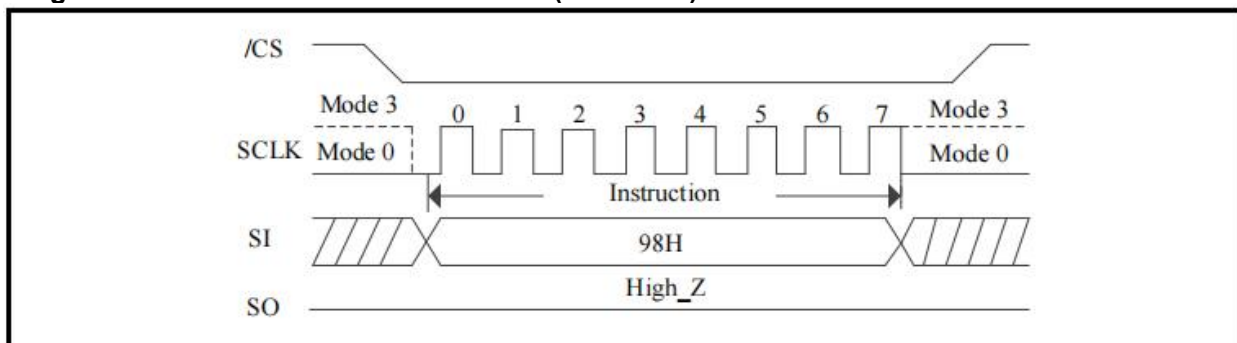 /CS
Mode 3 0 1 2 3 4 5 6 7 Mode 3
SCLK Mode 0 Mode 0
Instruction
SI 98H
High_Z
SO